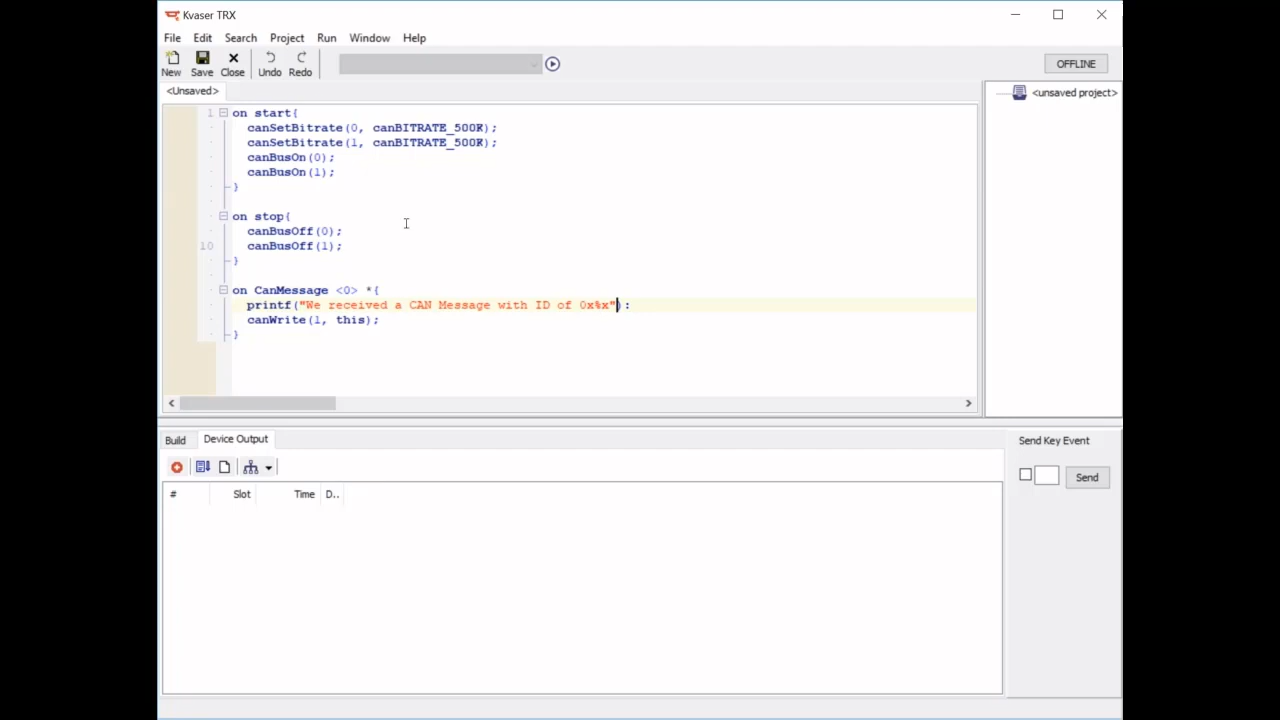 Kvaser TRX
File Edit Search Project Run Window Help
New Save Close Undo Redo OFFLINE
<Unsaved>
<unsaved project>
1 on start{
canSetBitrate(0, canBITRATE_500K);
canSetBitrate(1, canBITRATE_500K);
canBusOn(0);
canBusOn(1);
}
on stop{
canBusOff(0);
10 canBusOff(1);
}
on CanMessage <0> *{
printf("We received a CAN Message with ID of 0x%x"):
canWrite(1, this);
}
Build Device Output
Send Key Event
Send
# Slot Time D..